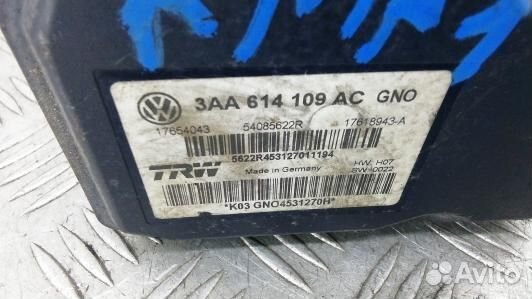 3AA 614 109 AC GNO
17654043 54085622R 17618943-A
5622R453127011194
TRW Made in Germany HW: H07
SW: 0022
*K03 GNO4531270H*
Avito